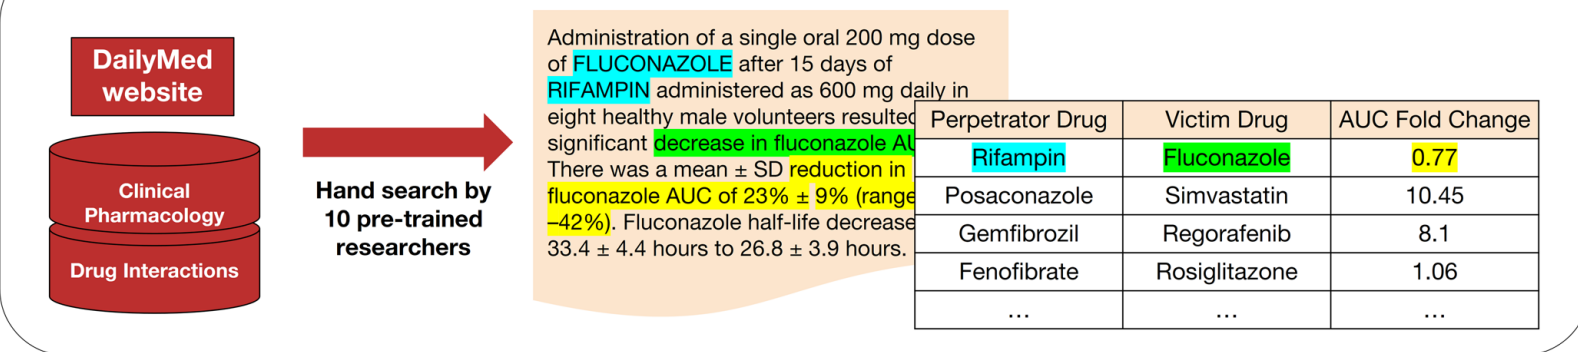 DailyMed
website
Clinical
Pharmacology
Drug Interactions
Hand search by
10 pre-trained
researchers
Administration of a single oral 200 mg dose
of FLUCONAZOLE after 15 days of
RIFAMPIN administered as 600 mg daily in
eight healthy male volunteers resulted
significant decrease in fluconazole AU
There was a mean ± SD reduction in
fluconazole AUC of 23% ± 9% (range
–42%). Fluconazole half-life decrease
33.4 ± 4.4 hours to 26.8 ± 3.9 hours.
Perpetrator Drug Victim Drug AUC Fold Change
Rifampin Fluconazole 0.77
Posaconazole Simvastatin 10.45
Gemfibrozil Regorafenib 8.1
Fenofibrate Rosiglitazone 1.06
... ... ...